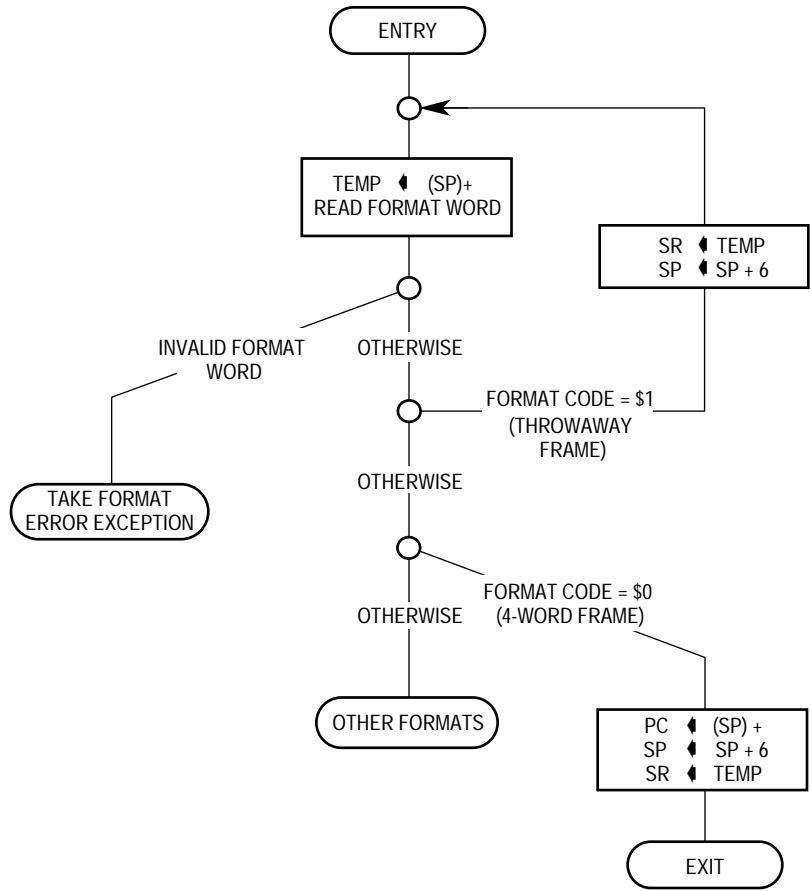 ENTRY
TEMP ◀ (SP)+
READ FORMAT WORD
SR ◀ TEMP
SP ◀ SP + 6
INVALID FORMAT
WORD
OTHERWISE
FORMAT CODE = $1
(THROWAWAY
FRAME)
TAKE FORMAT
ERROR EXCEPTION
OTHERWISE
FORMAT CODE = $0
(4-WORD FRAME)
OTHERWISE
OTHER FORMATS
PC ◀ (SP) +
SP ◀ SP + 6
SR ◀ TEMP
EXIT